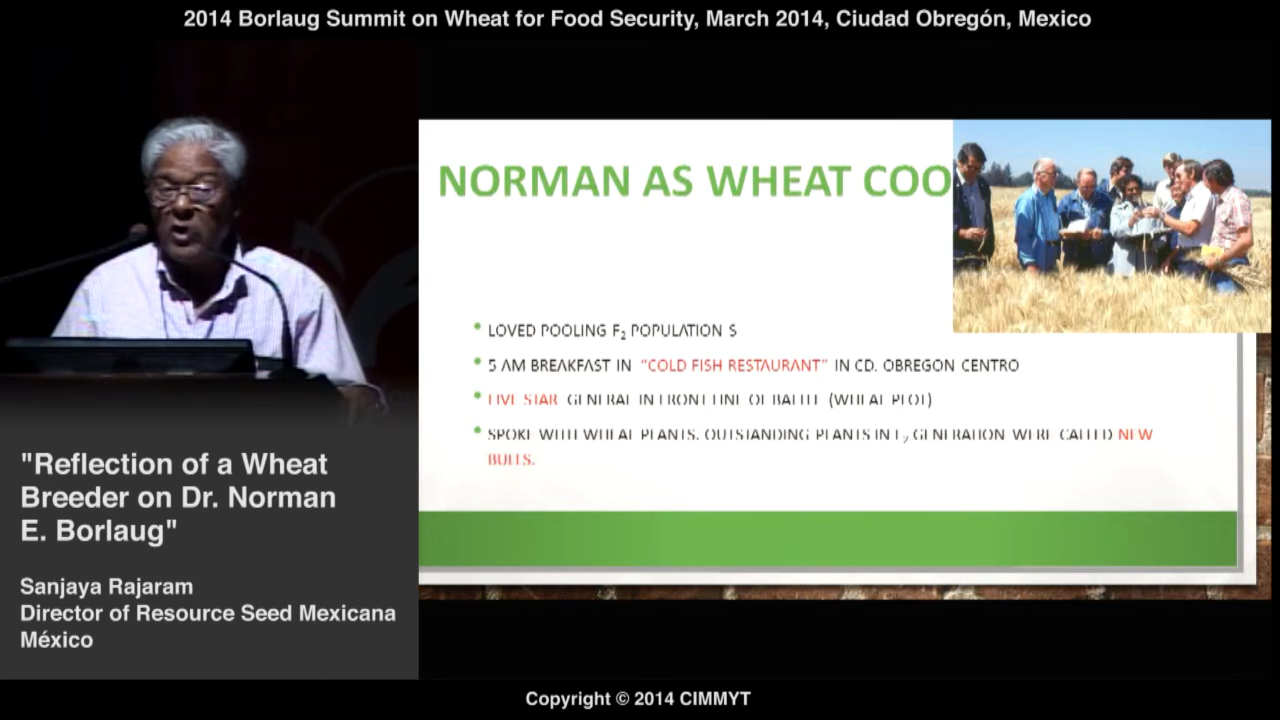 2014 Borlaug Summit on Wheat for Food Security, March 2014, Ciudad Obregón, Mexico
NORMAN AS WHEAT COO
• LOVED POOLING F₂ POPULATION S
• 5 AM BREAKFAST IN "COLD FISH RESTAURANT" IN CD. OBREGON CENTRO
• FIVE STAR GENERAL IN FRONT LINE OF BATTLE (WHEAT PLOT)
• SPOKE WITH WHEAT PLANTS. OUTSTANDING PLANTS IN F₂ GENERATION WERE CALLED NEW
BULLS.
"Reflection of a Wheat
Breeder on Dr. Norman
E. Borlaug"
Sanjaya Rajaram
Director of Resource Seed Mexicana
México
Copyright © 2014 CIMMYT